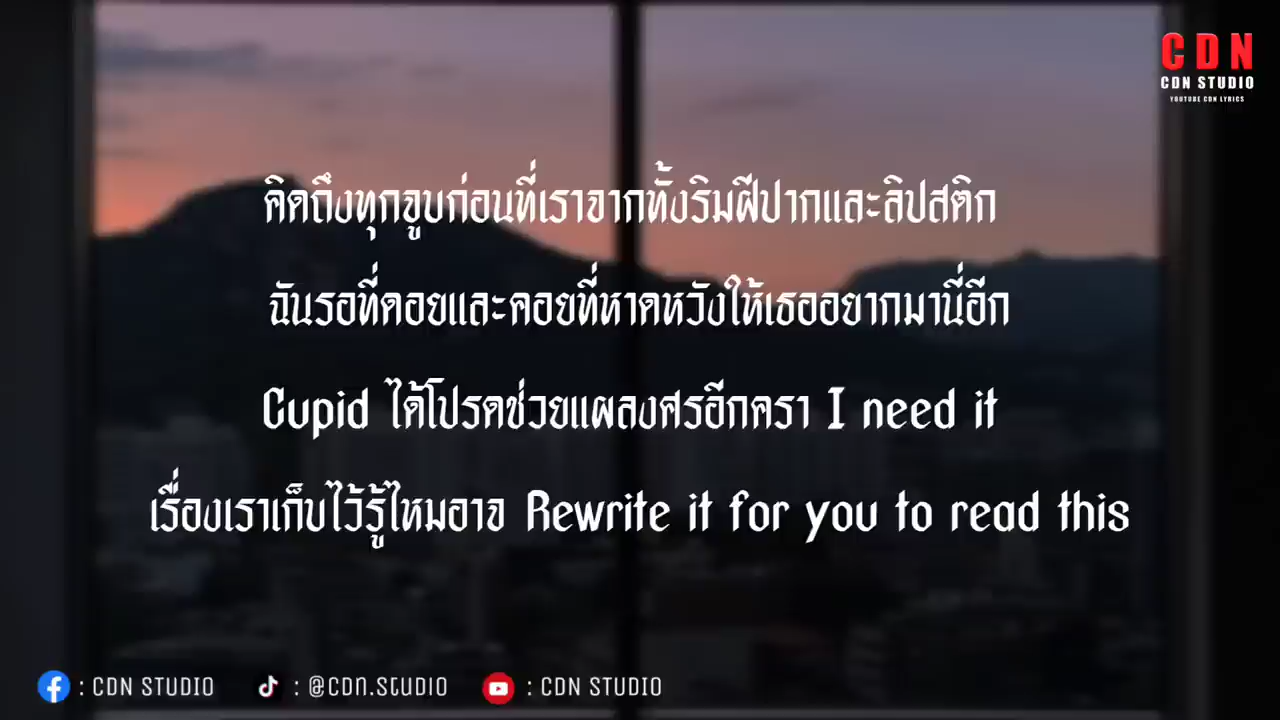 CDN
CDN STUDIO
YOUTUBE CDN LYRICS
คิดถึงทุกจูบก่อนที่เราจากทั้งริมฝีปากและลิปสติก
ฉันรอที่ดอยและคอยที่หาดหวังให้เธออยากมานี่อีก
Cupid ได้โปรดช่วยแผลงศรอีกครา I need it
เรื่องเราเก็บไว้รู้ไหมอาจ Rewrite it for you to read this
: CDN STUDIO : @CDN.STUDIO : CDN STUDIO